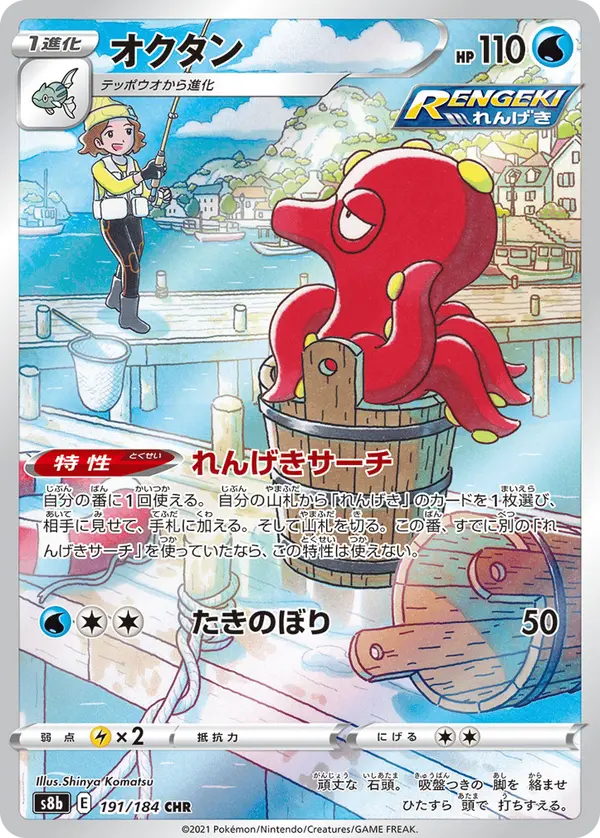 1進化
オクタン
HP 110
テッポウオから進化
RENGEKI
れんげき
特性 とくせい れんげきサーチ
自分の番に1回使える。自分の山札から「れんげき」のカードを1枚選び、
相手に見せて、手札に加える。そして山札を切る。この番、すでに別の「れ
んげきサーチ」を使っていたなら、この特性は使えない。
たきのぼり 50
弱点 ×2 抵抗力 にげる
Illus.Shinya Komatsu
頑丈な 石頭。 吸盤つきの 脚を 絡ませ
ひたすら 頭で 打ちすえる。
s8b E 191/184 CHR
©2021 Pokémon/Nintendo/Creatures/GAME FREAK.